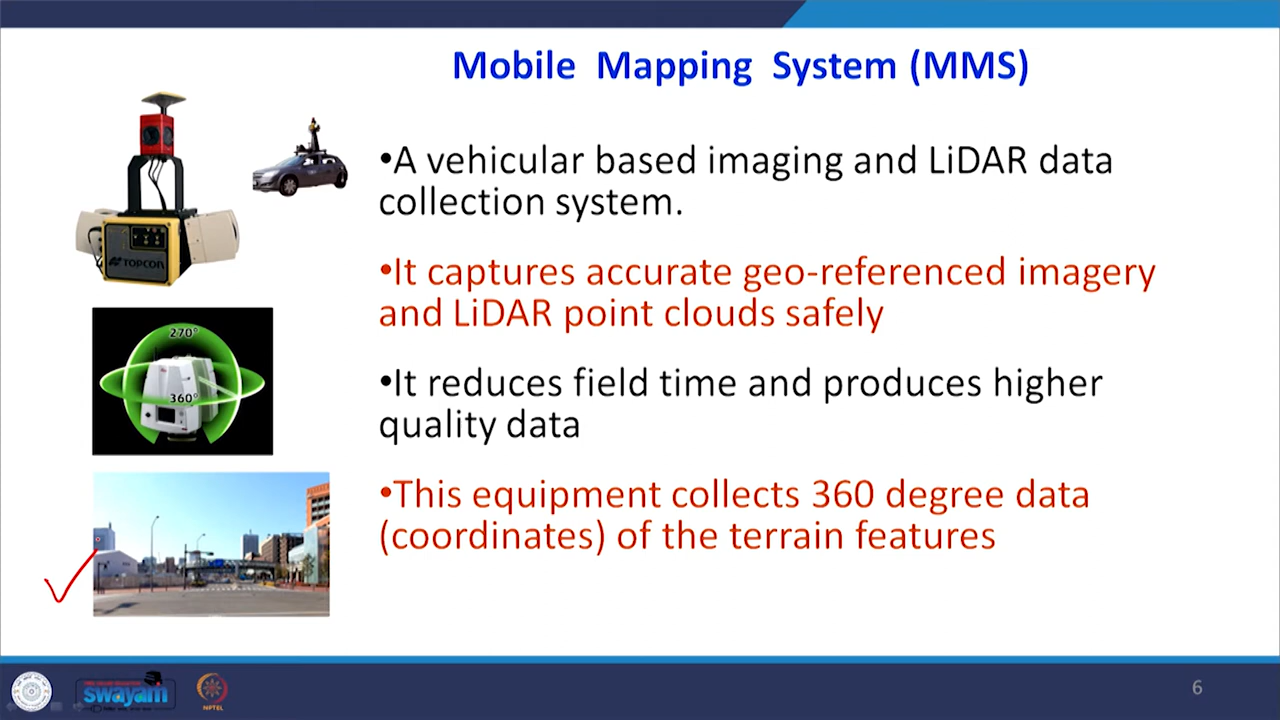 Mobile Mapping System (MMS)
•A vehicular based imaging and LiDAR data
collection system.
•It captures accurate geo-referenced imagery
and LiDAR point clouds safely
•It reduces field time and produces higher
quality data
•This equipment collects 360 degree data
(coordinates) of the terrain features
TOPCON
270°
360°
swayam
NPTEL
6